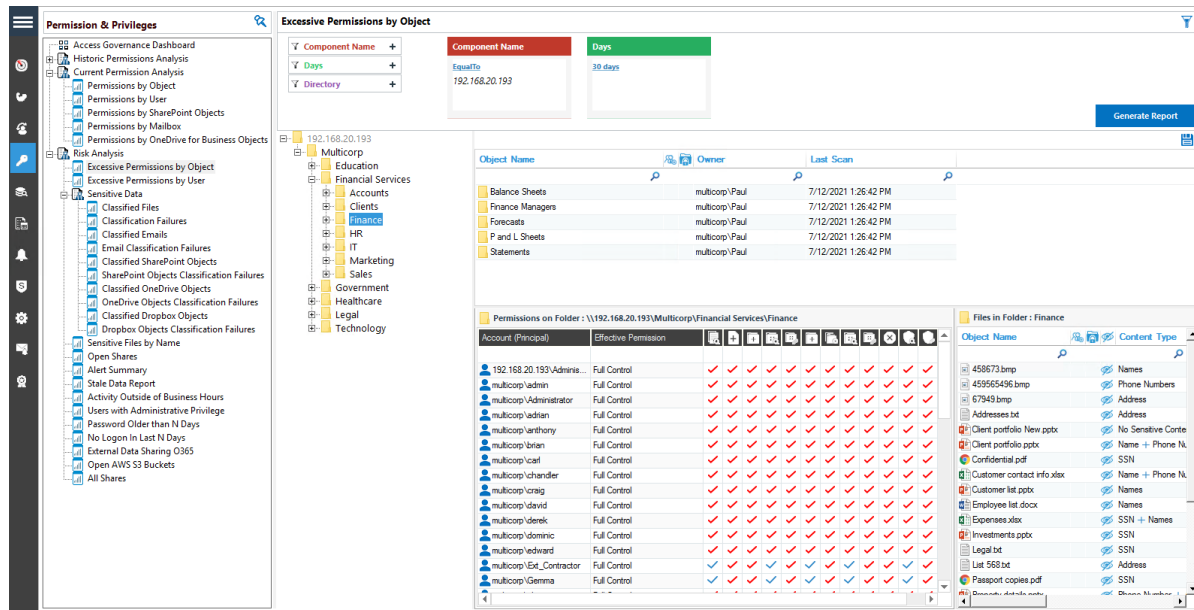 Permission & Privileges
Access Governance Dashboard
Historic Permissions Analysis
Current Permission Analysis
Permissions by Object
Permissions by User
Permissions by SharePoint Objects
Permissions by Mailbox
Permissions by OneDrive for Business Objects
Risk Analysis
Excessive Permissions by Object
Excessive Permissions by User
Sensitive Data
Classified Files
Classification Failures
Classified Emails
Email Classification Failures
Classified SharePoint Objects
SharePoint Objects Classification Failures
Classified OneDrive Objects
OneDrive Objects Classification Failures
Classified Dropbox Objects
Dropbox Objects Classification Failures
Sensitive Files by Name
Open Shares
Alert Summary
Stale Data Report
Activity Outside of Business Hours
Users with Administrative Privilege
Password Older than N Days
No Logon In Last N Days
External Data Sharing O365
Open AWS S3 Buckets
All Shares
Excessive Permissions by Object
Component Name +
Days +
Directory +
Component Name
EqualTo
192.168.20.193
Days
30 days
Generate Report
192.168.20.193
Multicorp
Education
Financial Services
Accounts
Clients
Finance
HR
IT
Marketing
Sales
Government
Healthcare
Legal
Technology
Object Name Owner Last Scan
Balance Sheets multicorp\Paul 7/12/2021 1:26:42 PM
Finance Managers multicorp\Paul 7/12/2021 1:26:42 PM
Forecasts multicorp\Paul 7/12/2021 1:26:42 PM
P and L Sheets multicorp\Paul 7/12/2021 1:26:42 PM
Statements multicorp\Paul 7/12/2021 1:26:42 PM
Permissions on Folder : \\192.168.20.193\Multicorp\Financial Services\Finance
Account (Principal) Effective Permission
192.168.20.193\Adminis... Full Control
multicorp\admin Full Control
multicorp\Administrator Full Control
multicorp\adrian Full Control
multicorp\anthony Full Control
multicorp\brian Full Control
multicorp\carl Full Control
multicorp\chandler Full Control
multicorp\craig Full Control
multicorp\david Full Control
multicorp\derek Full Control
multicorp\dominic Full Control
multicorp\edward Full Control
multicorp\Ext_Contractor Full Control
multicorp\Gemma Full Control
Files in Folder : Finance
Object Name Content Type
458673.bmp Names
459565496.bmp Phone Numbers
67949.bmp Address
Addresses.txt Address
Client portfolio New.pptx No Sensitive Conte
Client portfolio.pptx Name + Phone Nu
Confidential.pdf SSN
Customer contact info.xlsx Name + Phone Nu
Customer list.pptx Names
Employee list.docx Names
Expenses.xlsx SSN + Names
Investments.pptx SSN
Legal.txt SSN
List 568.txt Address
Passport copies.pdf SSN
Property details.pptx Phone Number